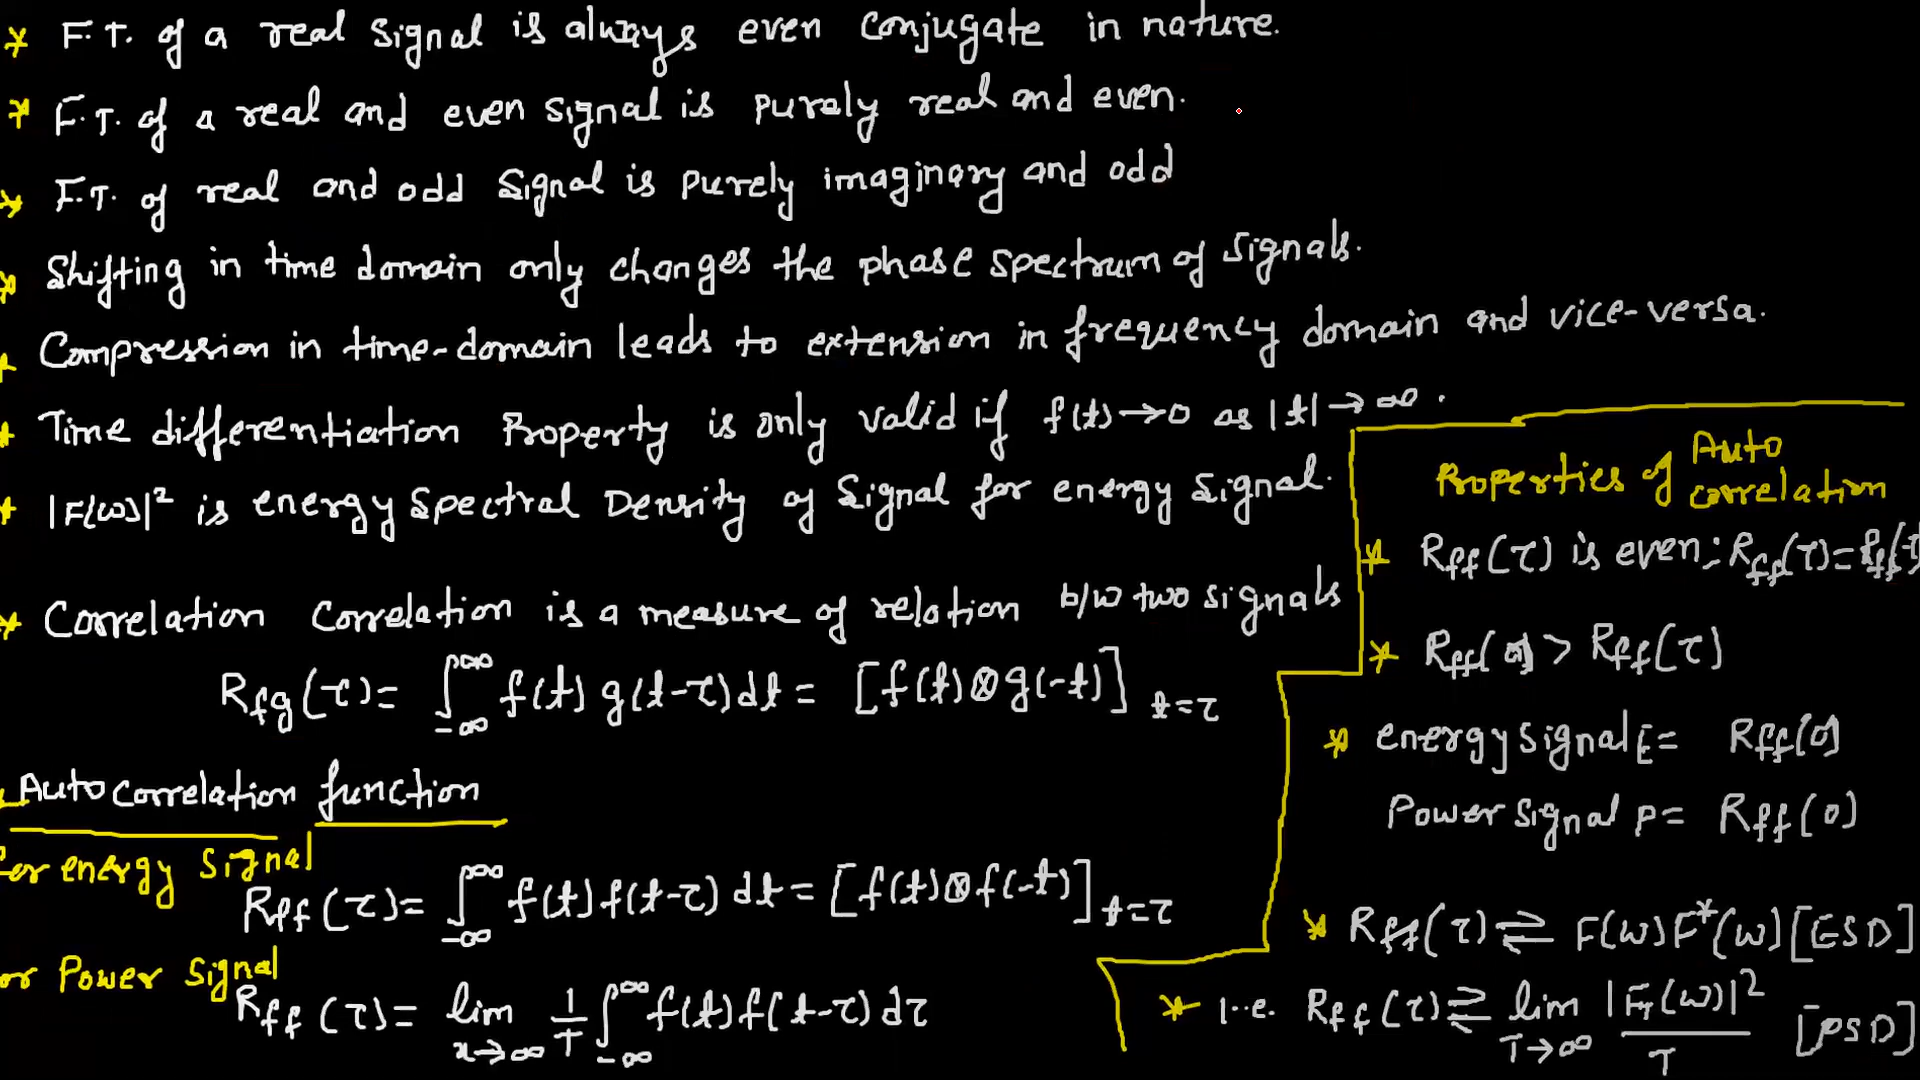 * F.T. of a real signal is always even conjugate in nature.
* F.T. of a real and even signal is purely real and even.
* F.T. of real and odd signal is purely imaginary and odd
* Shifting in time domain only changes the phase spectrum of signals.
* Compression in time-domain leads to extension in frequency domain and vice-versa.
* Time differentiation Property is only valid if f(t)→0 as |t|→∞.
* |F(ω)|² is energy Spectral Density of Signal for energy signal.
* Correlation Correlation is a measure of relation b/w two signals
R_fg(τ)= ∫_{-∞}^{+∞} f(t) g(t-τ)dt = [f(t)⊗g(-t)]_{t=τ}
Auto correlation function
For energy signal
R_ff(τ)= ∫_{-∞}^{+∞} f(t)f(t-τ) dt = [f(t)⊗f(-t)]_{t=τ}
or Power signal
R_ff(τ)= lim_{x→∞} 1/T ∫_{-∞}^{+∞} f(t)f(t-τ)dτ
Properties of Auto correlation
* R_ff(τ) is even; R_ff(τ)=R_ff(-τ
* R_ff(0) > R_ff(τ)
* energy signal E= R_ff(0)
Power signal P= R_ff(0)
* R_ff(τ) ⇌ F(ω)F*(ω) [ESD]
* i.e. R_ff(τ) ⇌ lim_{T→∞} |F_T(ω)|²/T [PSD]